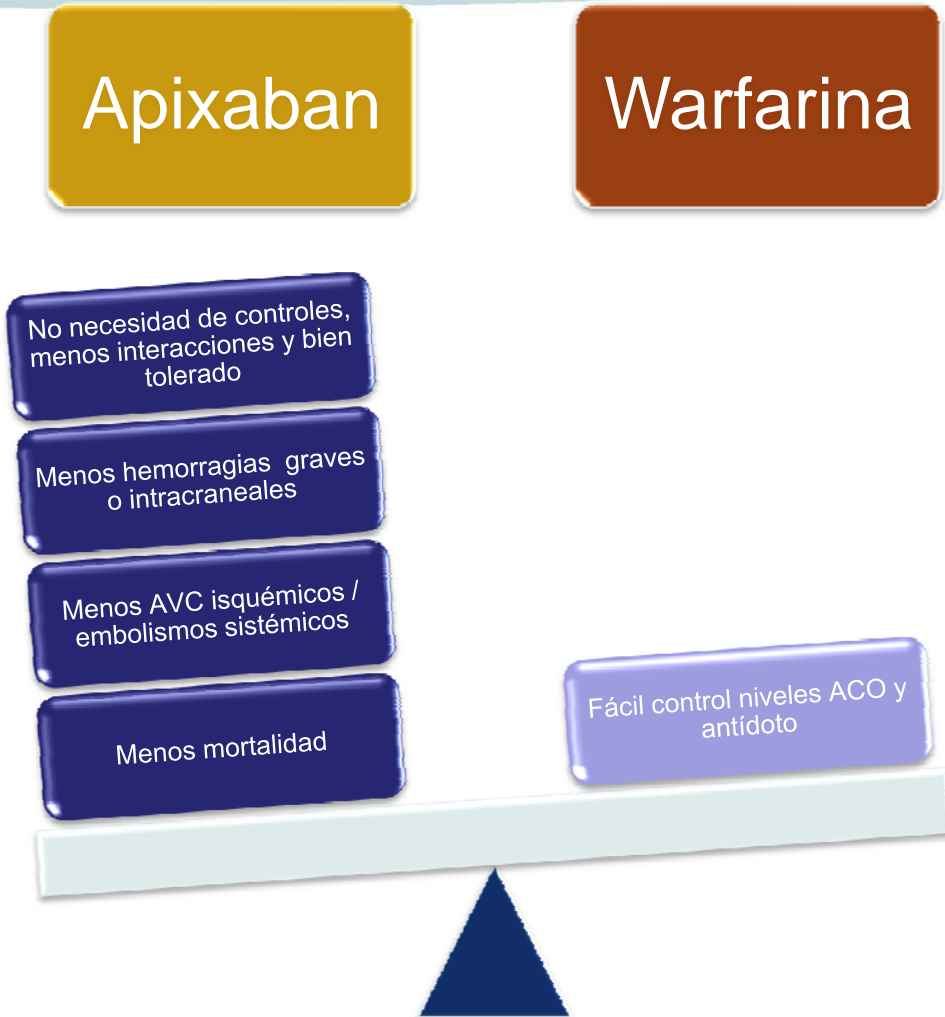 Apixaban
Warfarina
No necesidad de controles,
menos interacciones y bien
tolerado
Menos hemorragias  graves
o intracraneales
Menos AVC isquémicos /
embolismos sistémicos
Menos mortalidad
Fácil control niveles ACO y
antídoto